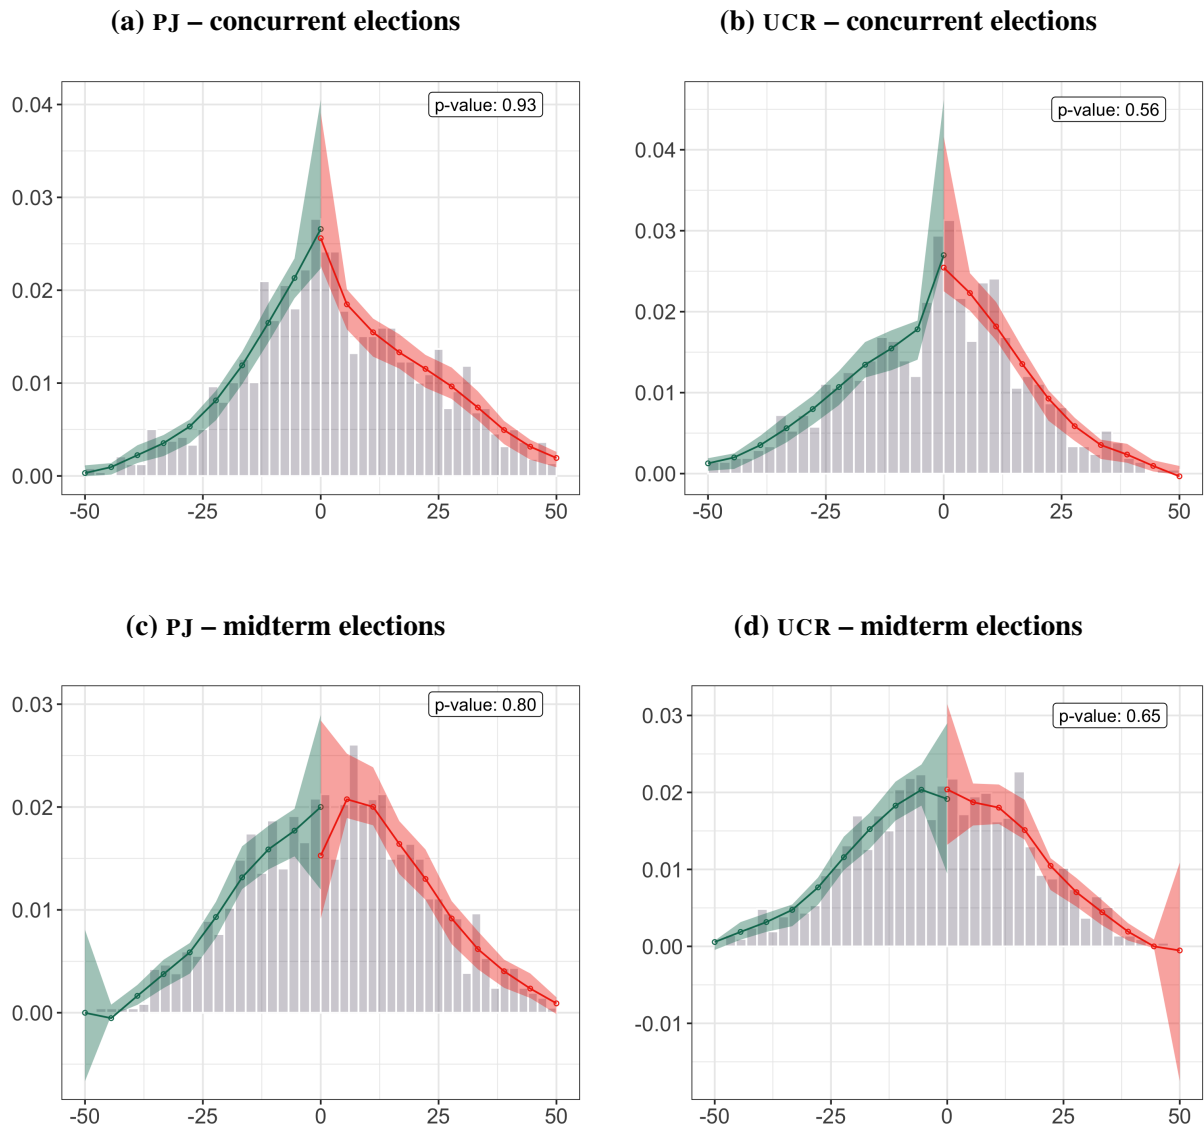 (a) PJ – concurrent elections
p-value: 0.93
0.04
0.03
0.02
0.01
0.00
-50 -25 0 25 50
(b) UCR – concurrent elections
p-value: 0.56
0.04
0.03
0.02
0.01
0.00
-50 -25 0 25 50
(c) PJ – midterm elections
p-value: 0.80
0.03
0.02
0.01
0.00
-50 -25 0 25 50
(d) UCR – midterm elections
p-value: 0.65
0.03
0.02
0.01
0.00
-0.01
-50 -25 0 25 50